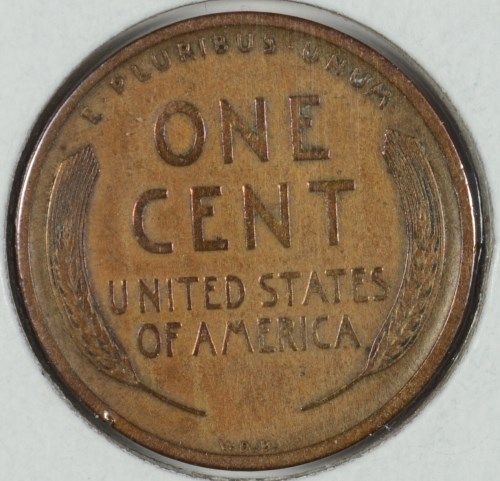 E · PLURIBUS · UNUM
ONE
CENT
UNITED STATES
OF AMERICA
V.D.B.